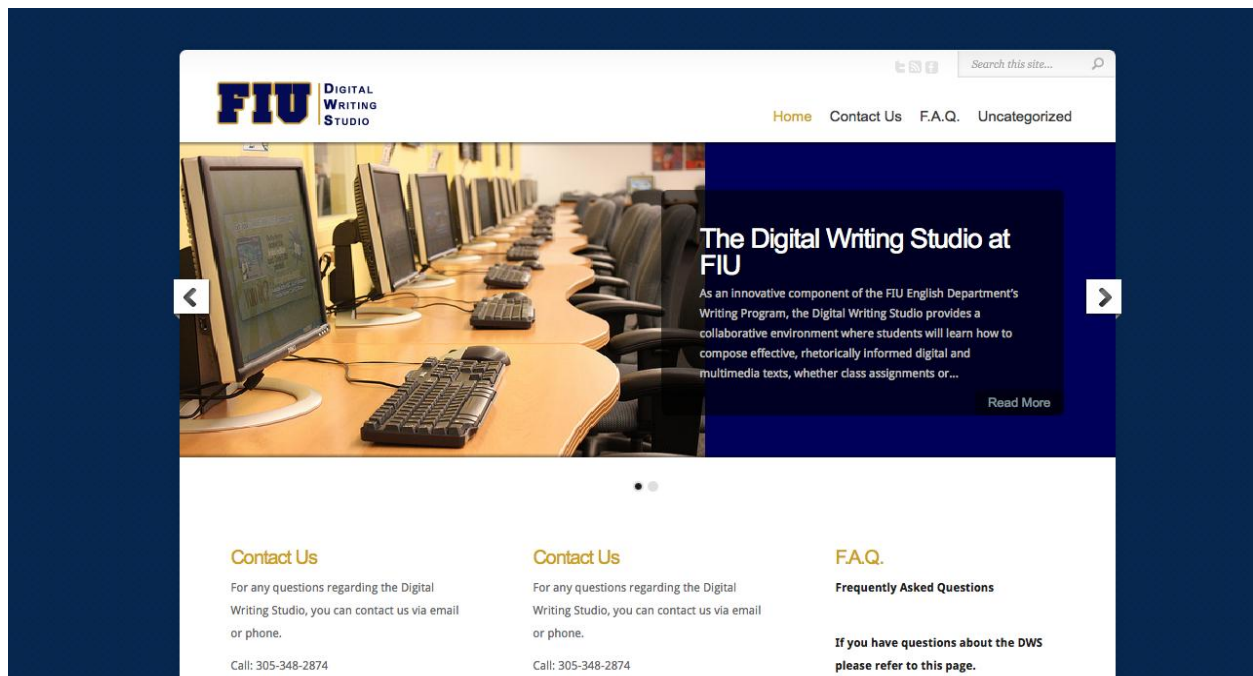 Search this site...
FIU
DIGITAL
WRITING
STUDIO
Home Contact Us F.A.Q. Uncategorized
The Digital Writing Studio at
FIU
As an innovative component of the FIU English Department's
Writing Program, the Digital Writing Studio provides a
collaborative environment where students will learn how to
compose effective, rhetorically informed digital and
multimedia texts, whether class assignments or...
Read More
Contact Us
For any questions regarding the Digital
Writing Studio, you can contact us via email
or phone.
Call: 305-348-2874
Contact Us
For any questions regarding the Digital
Writing Studio, you can contact us via email
or phone.
Call: 305-348-2874
F.A.Q.
Frequently Asked Questions
If you have questions about the DWS
please refer to this page.